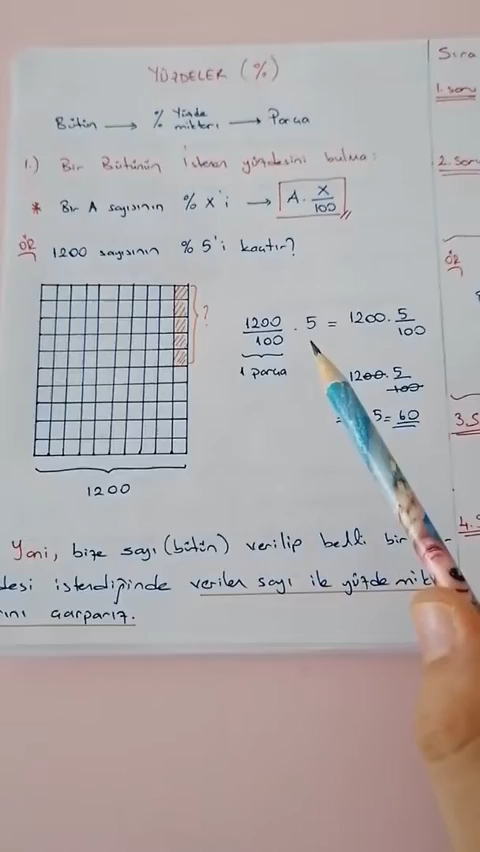 YÜZDELER (%)
Bütün → % Yüzde miktarı → Parça
1.) Bir Bütünün İstenen yüzdesini bulma:
* Bir A sayısının % x'i → A . x/100
ÖR 1200 sayısının % 5'i kaçtır?
?
1200/100 . 5 = 1200. 5/100
1 parça
1200. 5/100
= 5 = 60
1200
Yani, bize sayı (bütün) verilip belli bir
desi istendiğinde verilen sayı ile yüzde mik
ını çarparız.
Sıra
1. soru
2. Soru
ÖR
3. S
4. S